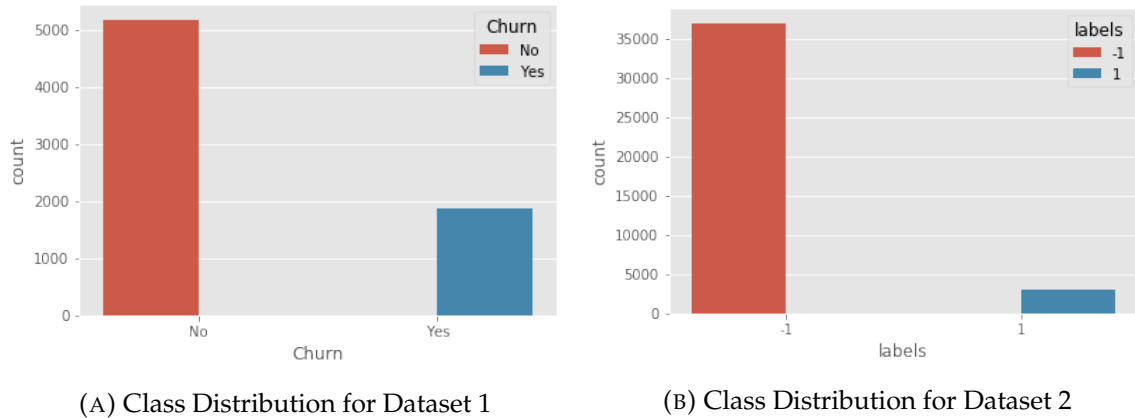 5000
4000
3000
2000
1000
0
count
Churn
No
Yes
No
Yes
Churn
(A) Class Distribution for Dataset 1
35000
30000
25000
20000
15000
10000
5000
0
count
labels
-1
1
-1
1
labels
(B) Class Distribution for Dataset 2